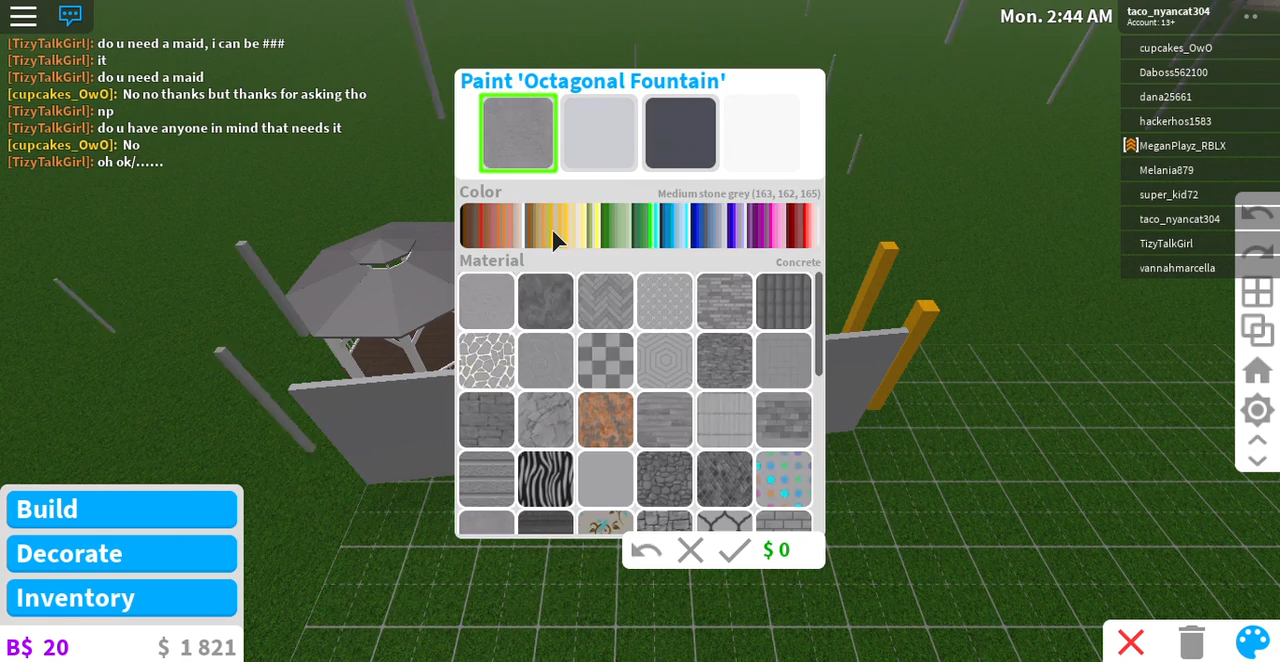 Mon. 2:44 AM
taco_nyancat304
Account: 13+
[TizyTalkGirl]: do u need a maid, i can be ###
[TizyTalkGirl]: it
[TizyTalkGirl]: do u need a maid
[cupcakes_OwO]: No no thanks but thanks for asking tho
[TizyTalkGirl]: np
[TizyTalkGirl]: do u have anyone in mind that needs it
[cupcakes_OwO]: No
[TizyTalkGirl]: oh ok/......
Paint 'Octagonal Fountain'
Color
Medium stone grey (163, 162, 165)
Material
Concrete
$ 0
cupcakes_OwO
Daboss562100
dana25661
hackerhos1583
MeganPlayz_RBLX
Melania879
super_kid72
taco_nyancat304
TizyTalkGirl
vannahmarcella
Build
Decorate
Inventory
B$ 20
$ 1 821